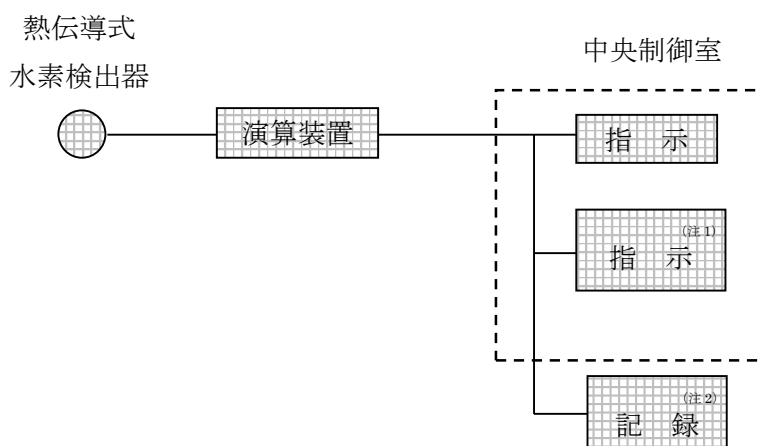 熱伝導式
水素検出器
中央制御室
演算装置
指 示
(注1)
指 示
(注2)
記 録